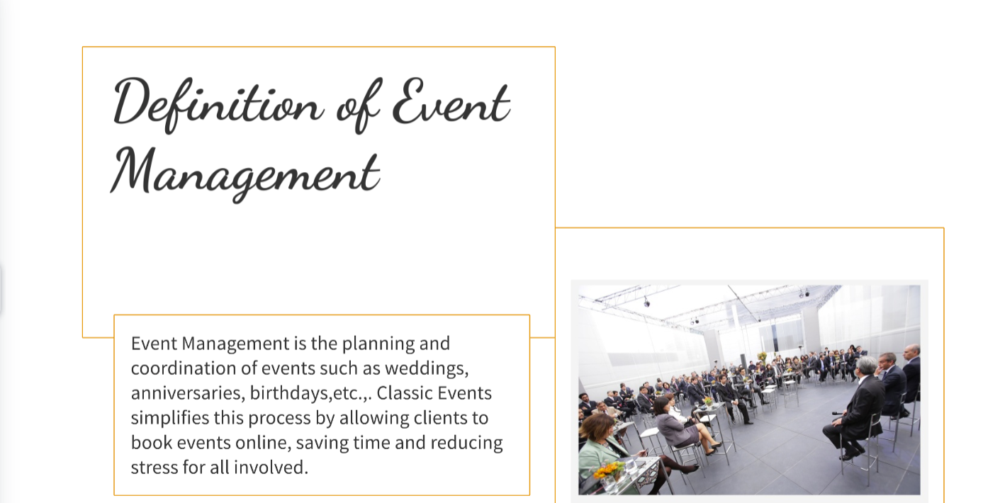 Definition of Event
Management
Event Management is the planning and
coordination of events such as weddings,
anniversaries, birthdays,etc.,. Classic Events
simplifies this process by allowing clients to
book events online, saving time and reducing
stress for all involved.